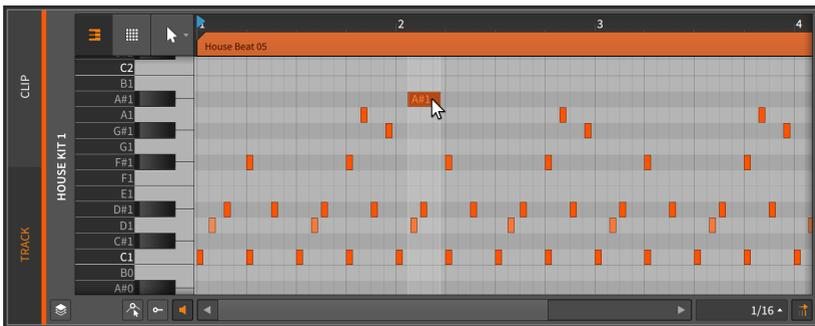 1 2 3 4
House Beat 05
CLIP
TRACK
HOUSE KIT 1
C2
B1
A#1 A#1
A1
G#1
G1
F#1
F1
E1
D#1
D1
C#1
C1
B0
A#0
1/16